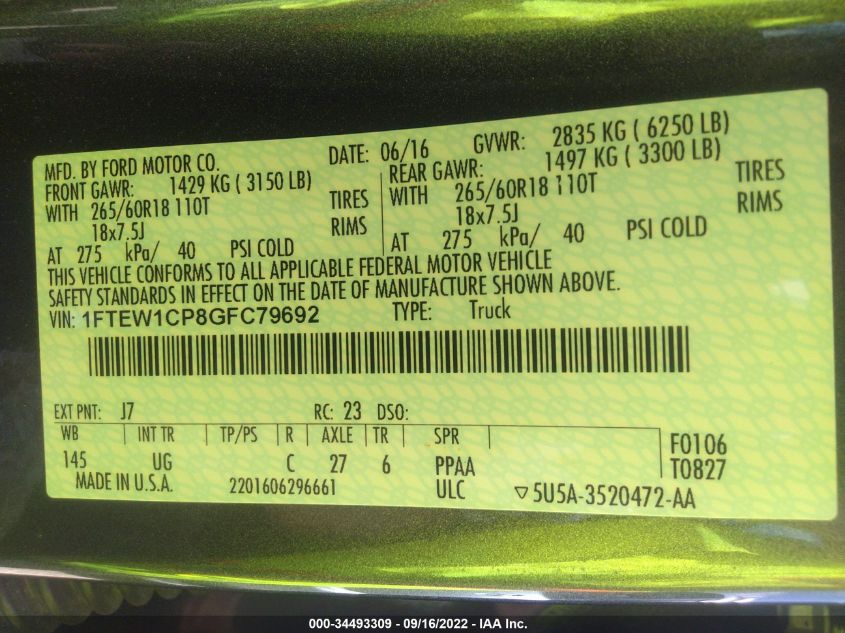 MFD. BY FORD MOTOR CO.
DATE: 06/16 GVWR: 2835 KG ( 6250 LB)
FRONT GAWR: 1429 KG ( 3150 LB)
WITH 265/60R18 110T TIRES
18x7.5J RIMS
AT 275 kPa/ 40 PSI COLD
REAR GAWR: 1497 KG ( 3300 LB)
WITH 265/60R18 110T TIRES
18x7.5J RIMS
AT 275 kPa/ 40 PSI COLD
THIS VEHICLE CONFORMS TO ALL APPLICABLE FEDERAL MOTOR VEHICLE
SAFETY STANDARDS IN EFFECT ON THE DATE OF MANUFACTURE SHOWN ABOVE.
VIN: 1FTEW1CP8GFC79692 TYPE: Truck
EXT PNT: J7 RC: 23 DSO:
WB INT TR TP/PS R AXLE TR SPR
145 UG C 27 6 PPAA
F0106
T0827
MADE IN U.S.A. 2201606296661 ULC ▽5U5A-3520472-AA
000-34493309 - 09/16/2022 - IAA Inc.